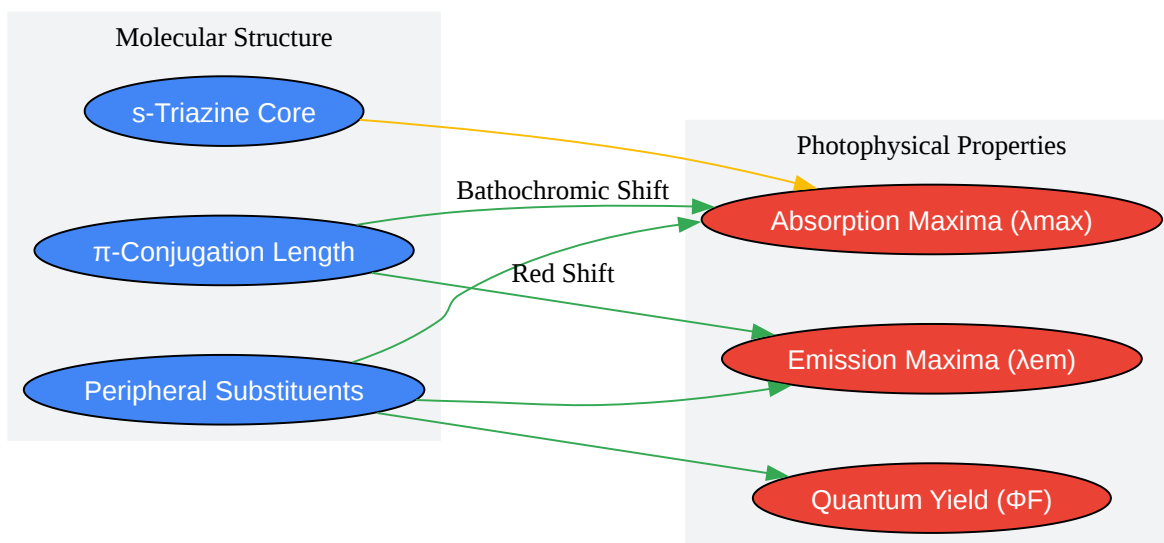 Molecular Structure
s-Triazine Core
π-Conjugation Length
Peripheral Substituents
Bathochromic Shift
Red Shift
Photophysical Properties
Absorption Maxima (λmax)
Emission Maxima (λem)
Quantum Yield (ΦF)